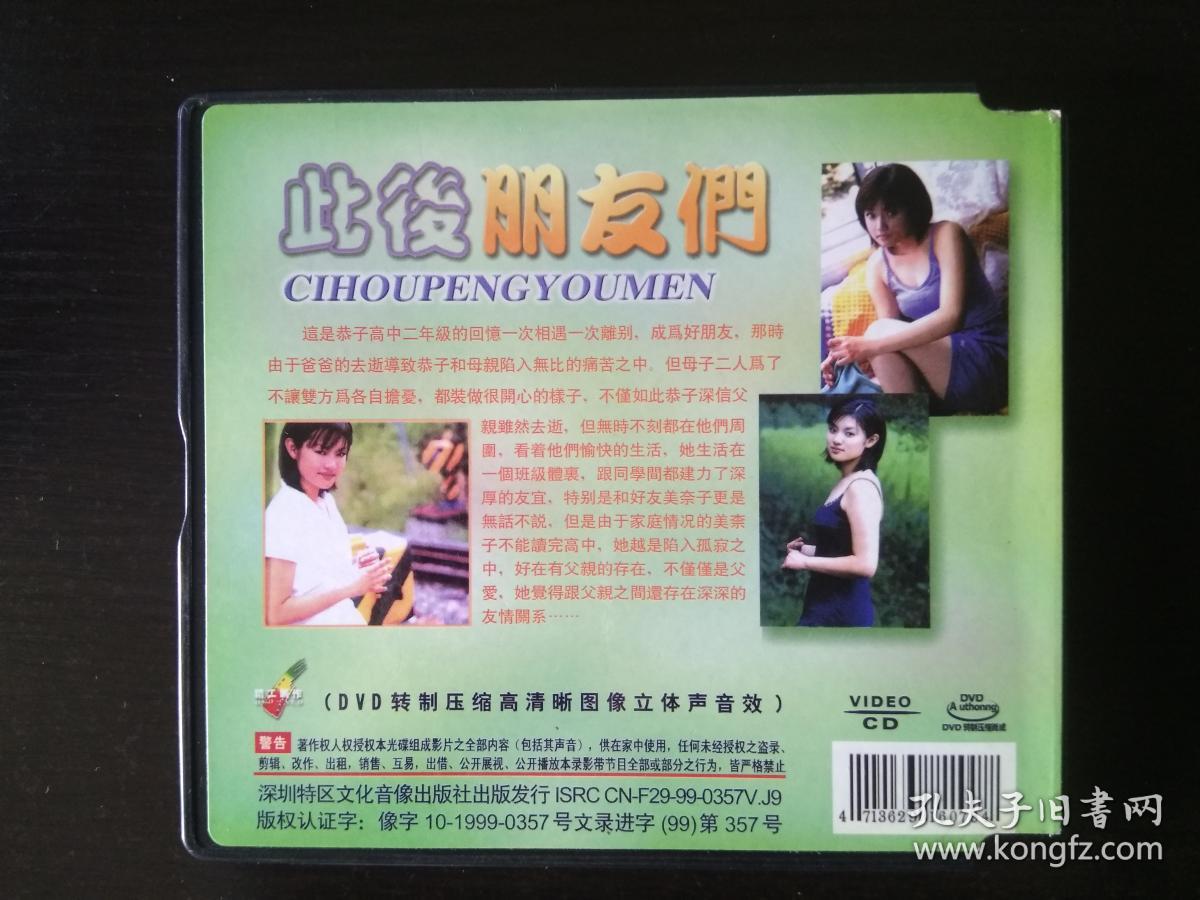 此後朋友們
CIHOUPENGYOUMEN
這是恭子高中二年級的回憶一次相遇一次離别，成爲好朋友，那時
由于爸爸的去逝導致恭子和母親陷入無比的痛苦之中。但母子二人爲了
不讓雙方爲各自擔憂，都裝做很開心的樣子，不僅如此恭子深信父
親雖然去逝，但無時不刻都在他們周
圍，看着他們愉快的生活，她生活在
一個班級體裏，跟同學間都建力了深
厚的友宜，特别是和好友美奈子更是
無話不説，但是由于家庭情况的美奈
子不能讀完高中，她越是陷入孤寂之
中，好在有父親的存在，不僅僅是父
愛，她覺得跟父親之間還存在深深的
友情關系……
（DVD转制压缩高清晰图像立体声音效）
VIDEO
CD
DVD
Authonng
DVD 转制压缩而成
警告 著作权人权授权本光碟组成影片之全部内容（包括其声音），供在家中使用，任何未经授权之盗录、
剪辑、改作、出租，销售、互易，出借、公开展视、公开播放本录影带节目全部或部分之行为，皆严格禁止
深圳特区文化音像出版社出版发行 ISRC CN-F29-99-0357V.J9
版权认证字：像字 10-1999-0357 号文录进字 (99) 第 357 号
孔夫子旧书网
www.kongfz.com